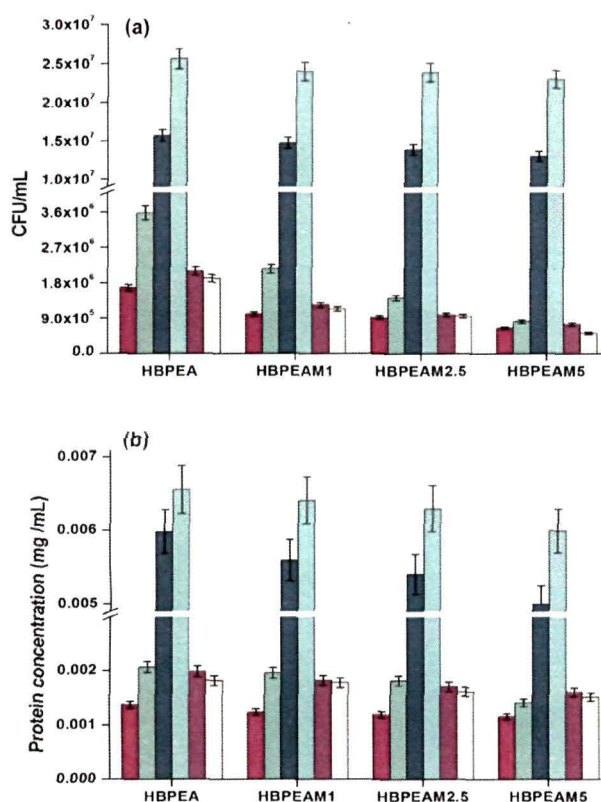 (a)
3.0x10⁷
2.5x10⁷
2.0x10⁷
1.5x10⁷
1.0x10⁷
3.6x10⁶
2.7x10⁶
1.8x10⁶
9.0x10⁵
0.0
CFU/mL
HBPEA HBPEAM1 HBPEAM2.5 HBPEAM5
(b)
0.007
0.006
0.005
0.002
0.001
0.000
Protein concentration (mg /mL)
HBPEA HBPEAM1 HBPEAM2.5 HBPEAM5